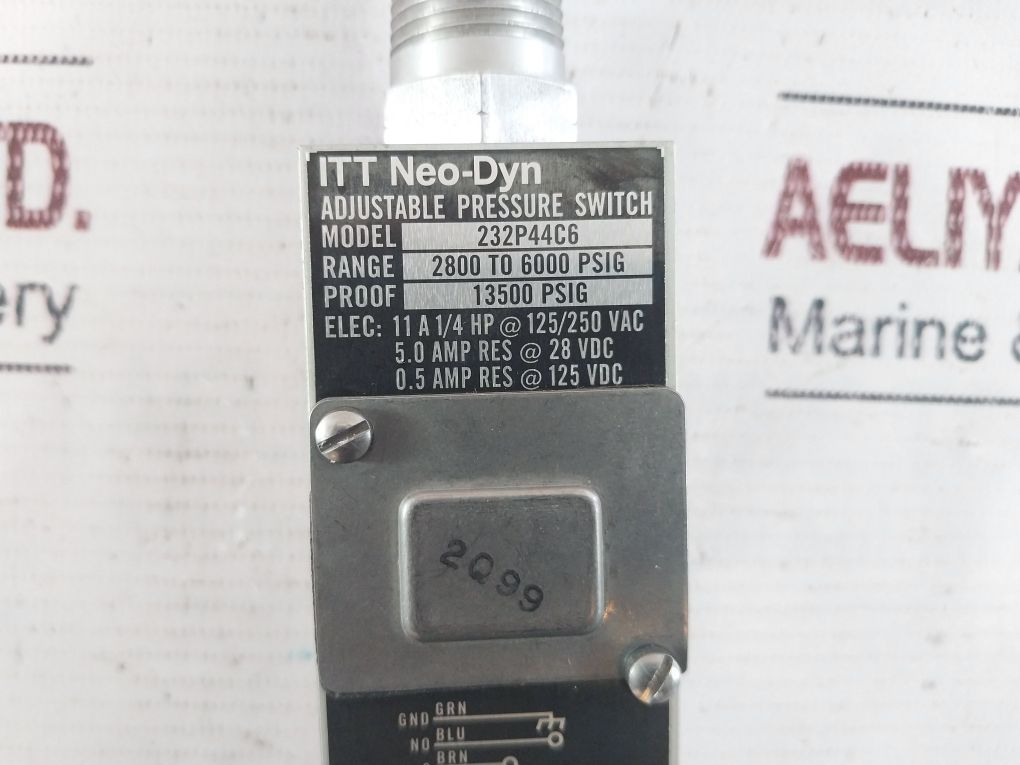 ITT Neo-Dyn
ADJUSTABLE PRESSURE SWITCH
MODEL 232P44C6
RANGE 2800 TO 6000 PSIG
PROOF 13500 PSIG
ELEC: 11 A 1/4 HP @ 125/250 VAC
5.0 AMP RES @ 28 VDC
0.5 AMP RES @ 125 VDC
2Q99
GND GRN
NO BLU
BRN
TD.
ery
AELIY
Marine &